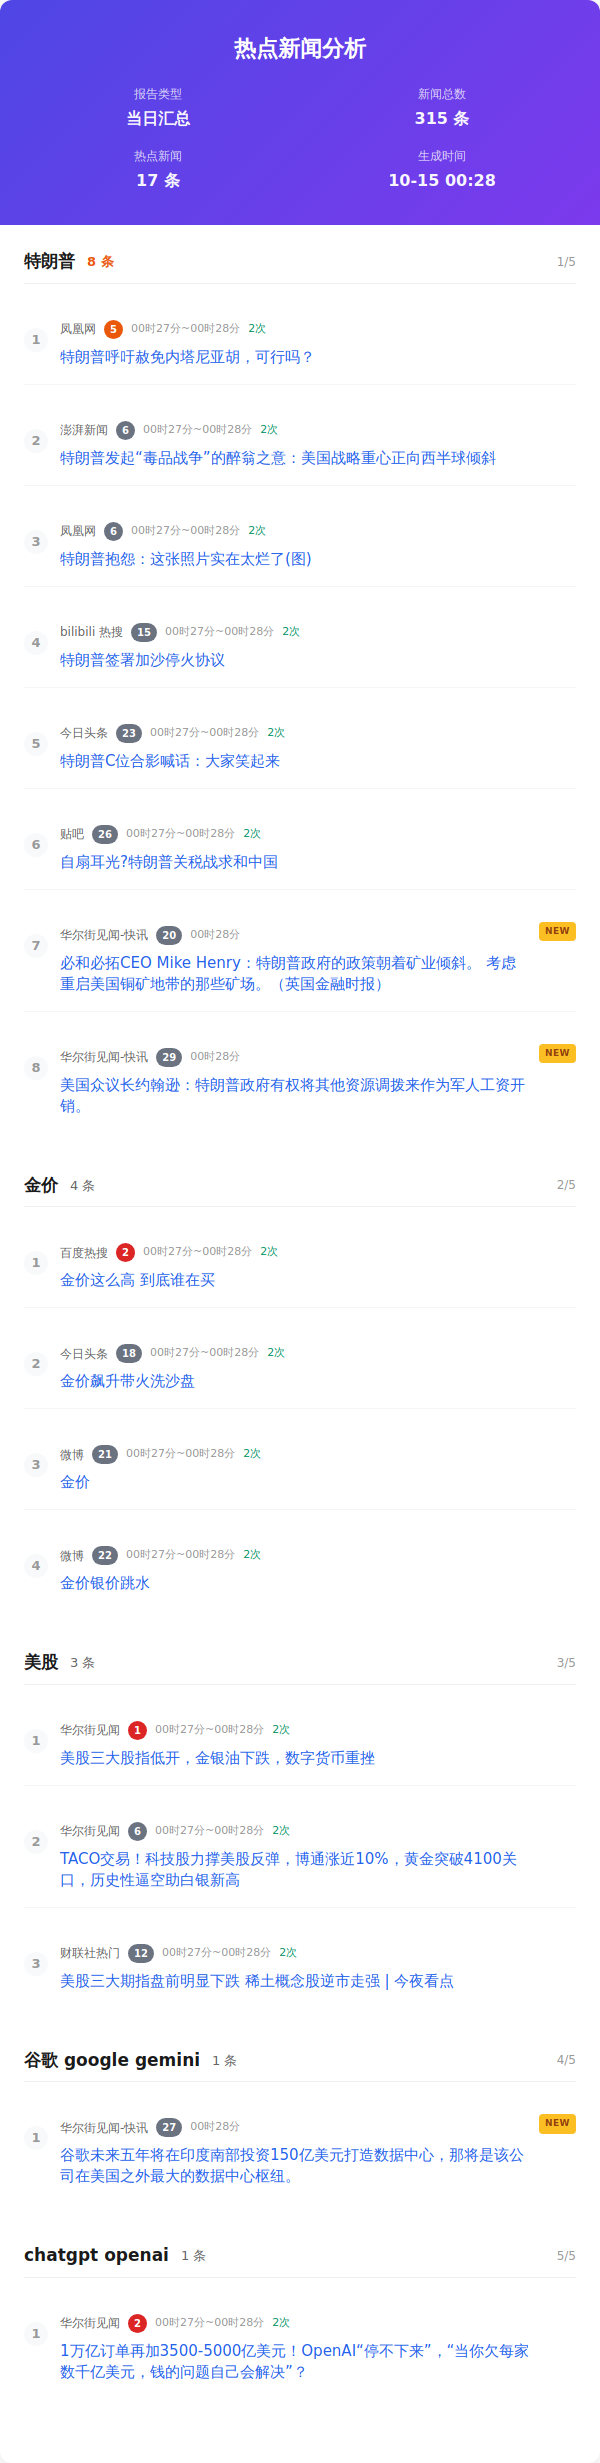 热点新闻分析
报告类型
当日汇总
新闻总数
315 条
热点新闻
17 条
生成时间
10-15 00:28
特朗普 8 条 1/5
1
凤凰网 5 00时27分~00时28分 2次
特朗普呼吁赦免内塔尼亚胡，可行吗？
2
澎湃新闻 6 00时27分~00时28分 2次
特朗普发起“毒品战争”的醉翁之意：美国战略重心正向西半球倾斜
3
凤凰网 6 00时27分~00时28分 2次
特朗普抱怨：这张照片实在太烂了(图)
4
bilibili 热搜 15 00时27分~00时28分 2次
特朗普签署加沙停火协议
5
今日头条 23 00时27分~00时28分 2次
特朗普C位合影喊话：大家笑起来
6
贴吧 26 00时27分~00时28分 2次
自扇耳光?特朗普关税战求和中国
7
华尔街见闻-快讯 20 00时28分 NEW
必和必拓CEO Mike Henry：特朗普政府的政策朝着矿业倾斜。 考虑
重启美国铜矿地带的那些矿场。（英国金融时报）
8
华尔街见闻-快讯 29 00时28分 NEW
美国众议长约翰逊：特朗普政府有权将其他资源调拨来作为军人工资开
销。
金价 4 条 2/5
1
百度热搜 2 00时27分~00时28分 2次
金价这么高 到底谁在买
2
今日头条 18 00时27分~00时28分 2次
金价飙升带火洗沙盘
3
微博 21 00时27分~00时28分 2次
金价
4
微博 22 00时27分~00时28分 2次
金价银价跳水
美股 3 条 3/5
1
华尔街见闻 1 00时27分~00时28分 2次
美股三大股指低开，金银油下跌，数字货币重挫
2
华尔街见闻 6 00时27分~00时28分 2次
TACO交易！科技股力撑美股反弹，博通涨近10%，黄金突破4100关
口，历史性逼空助白银新高
3
财联社热门 12 00时27分~00时28分 2次
美股三大期指盘前明显下跌 稀土概念股逆市走强 | 今夜看点
谷歌 google gemini 1 条 4/5
1
华尔街见闻-快讯 27 00时28分 NEW
谷歌未来五年将在印度南部投资150亿美元打造数据中心，那将是该公
司在美国之外最大的数据中心枢纽。
chatgpt openai 1 条 5/5
1
华尔街见闻 2 00时27分~00时28分 2次
1万亿订单再加3500-5000亿美元！OpenAI“停不下来”，“当你欠每家
数千亿美元，钱的问题自己会解决”？